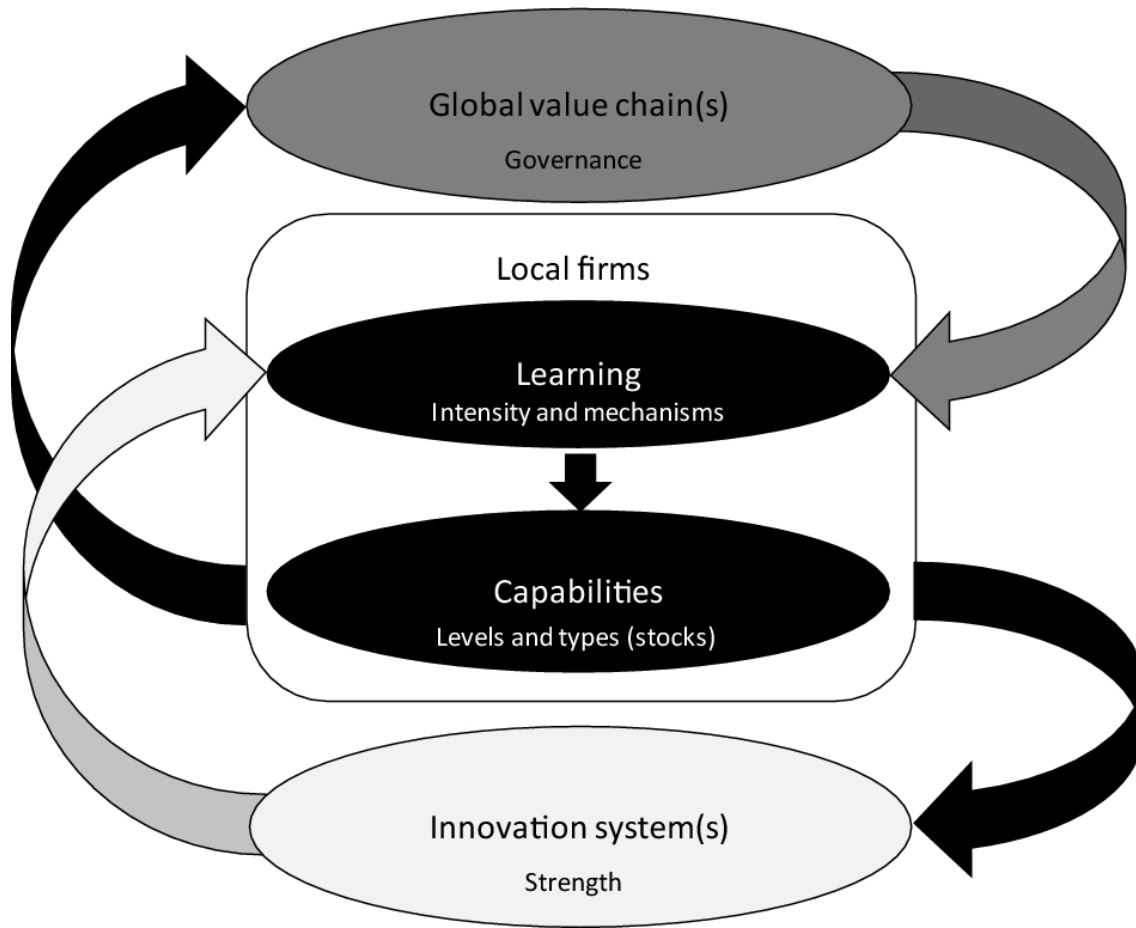 Global value chain(s)
Governance
Local firms
Learning
Intensity and mechanisms
Capabilities
Levels and types (stocks)
Innovation system(s)
Strength